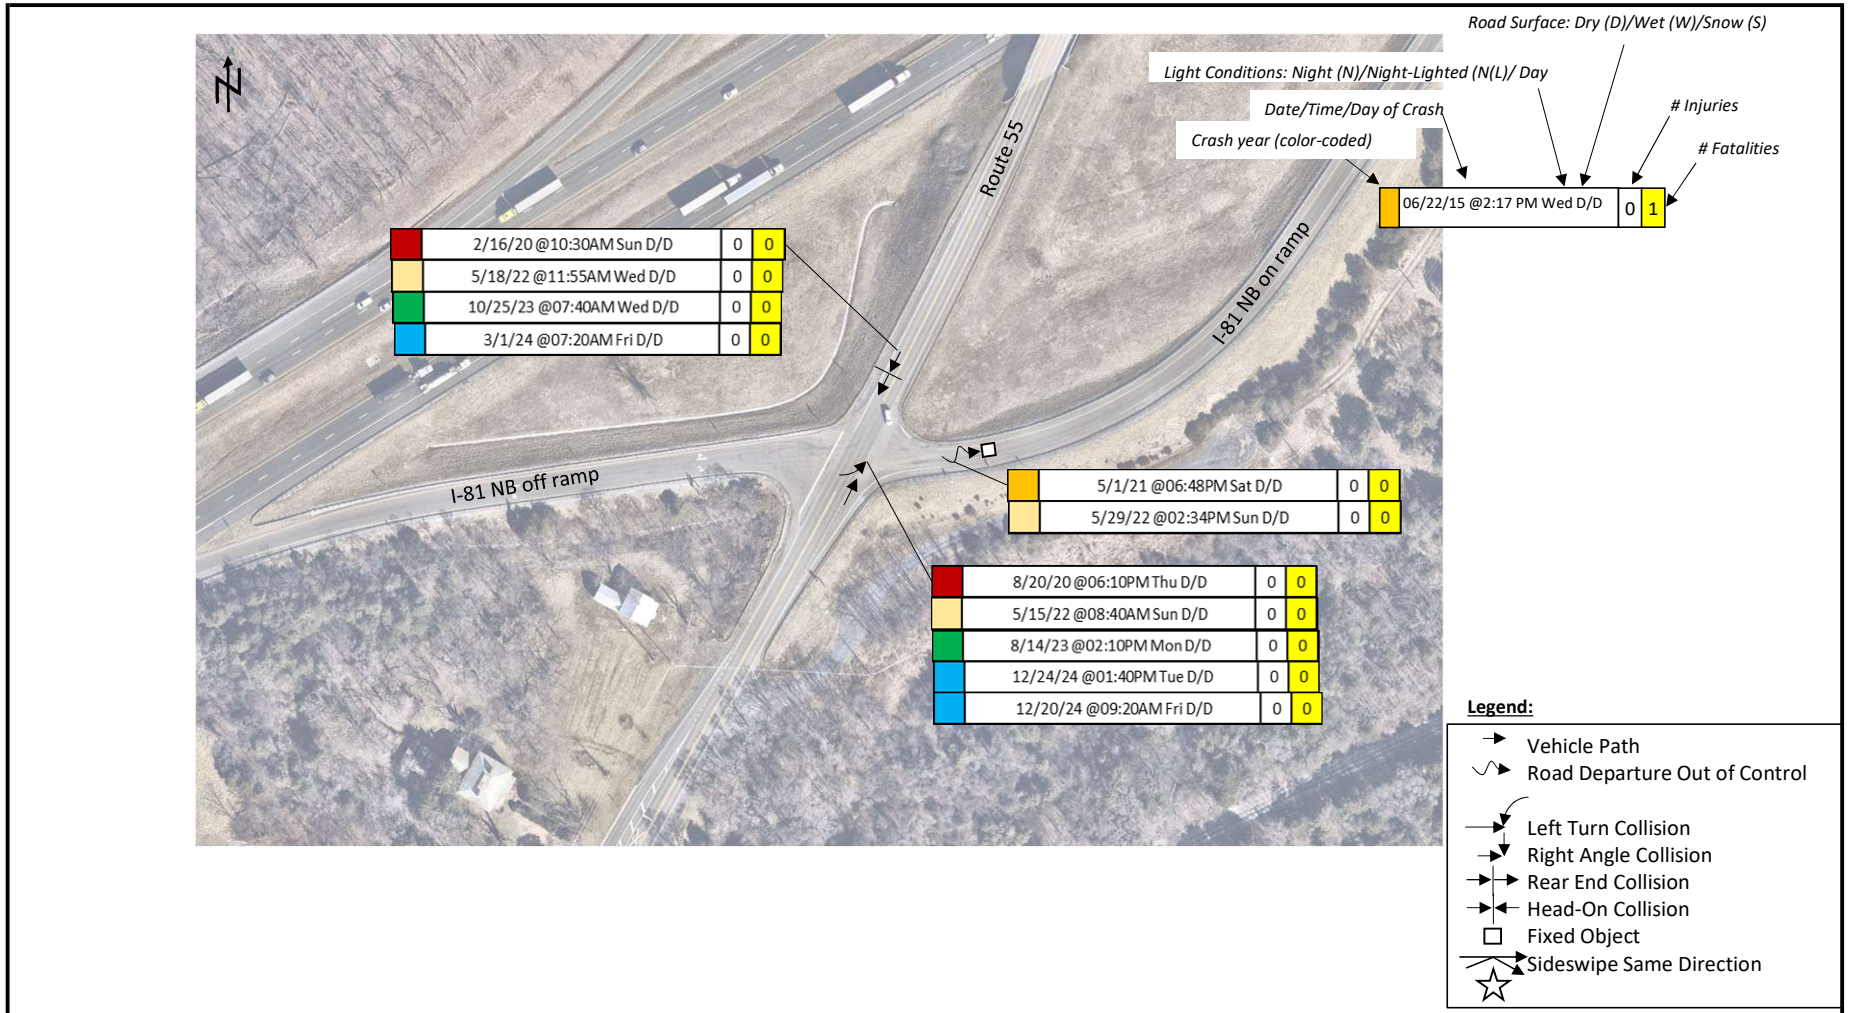 Road Surface: Dry (D)/Wet (W)/Snow (S)
Light Conditions: Night (N)/Night-Lighted (N(L)/ Day
Date/Time/Day of Crash
# Injuries
Crash year (color-coded)
# Fatalities
06/22/15 @2:17 PM Wed D/D 0 1
N
Route 55
I-81 NB on ramp
I-81 NB off ramp
2/16/20 @10:30AM Sun D/D 0 0
5/18/22 @11:55AM Wed D/D 0 0
10/25/23 @07:40AM Wed D/D 0 0
3/1/24 @07:20AM Fri D/D 0 0
5/1/21 @06:48PM Sat D/D 0 0
5/29/22 @02:34PM Sun D/D 0 0
8/20/20 @06:10PM Thu D/D 0 0
5/15/22 @08:40AM Sun D/D 0 0
8/14/23 @02:10PM Mon D/D 0 0
12/24/24 @01:40PM Tue D/D 0 0
12/20/24 @09:20AM Fri D/D 0 0
Legend:
Vehicle Path
Road Departure Out of Control
Left Turn Collision
Right Angle Collision
Rear End Collision
Head-On Collision
Fixed Object
Sideswipe Same Direction